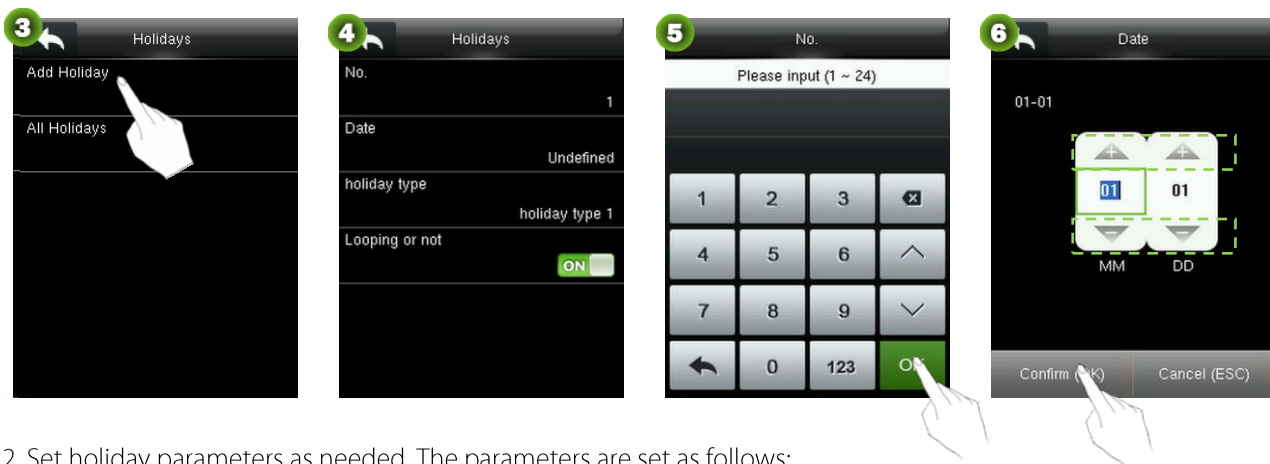 3
Holidays
Add Holiday
All Holidays
4
Holidays
No.
1
Date
Undefined
holiday type
holiday type 1
Looping or not
ON
5
No.
Please input (1 ~ 24)
1 2 3
4 5 6
7 8 9
0 123
6
Date
01-01
01 01
MM DD
Confirm Cancel (ESC)
2. Set holiday parameters as needed. The parameters are set as follows: